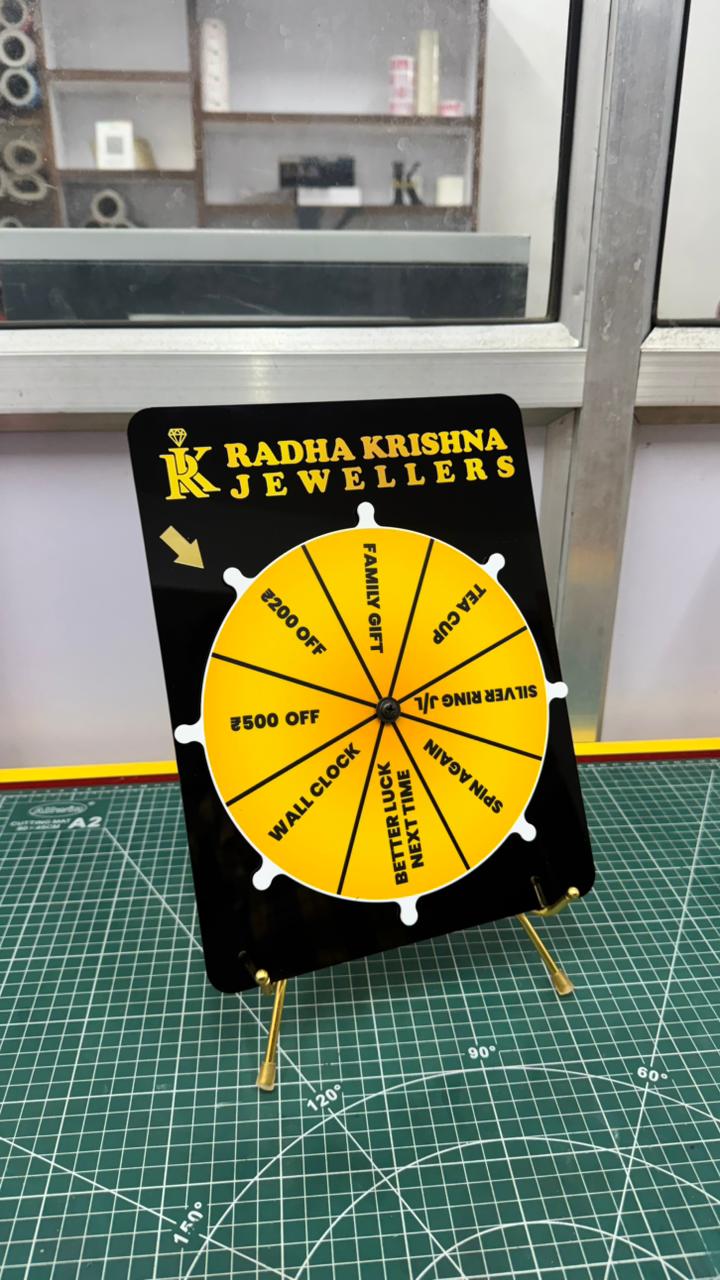 RK
RADHA KRISHNA
JEWELLERS
FAMILY GIFT
TEA CUP
SILVER RING J/L
SPIN AGAIN
BETTER LUCK
NEXT TIME
WALL CLOCK
₹500 OFF
₹200 OFF
A2
90°
60°
120°
150°